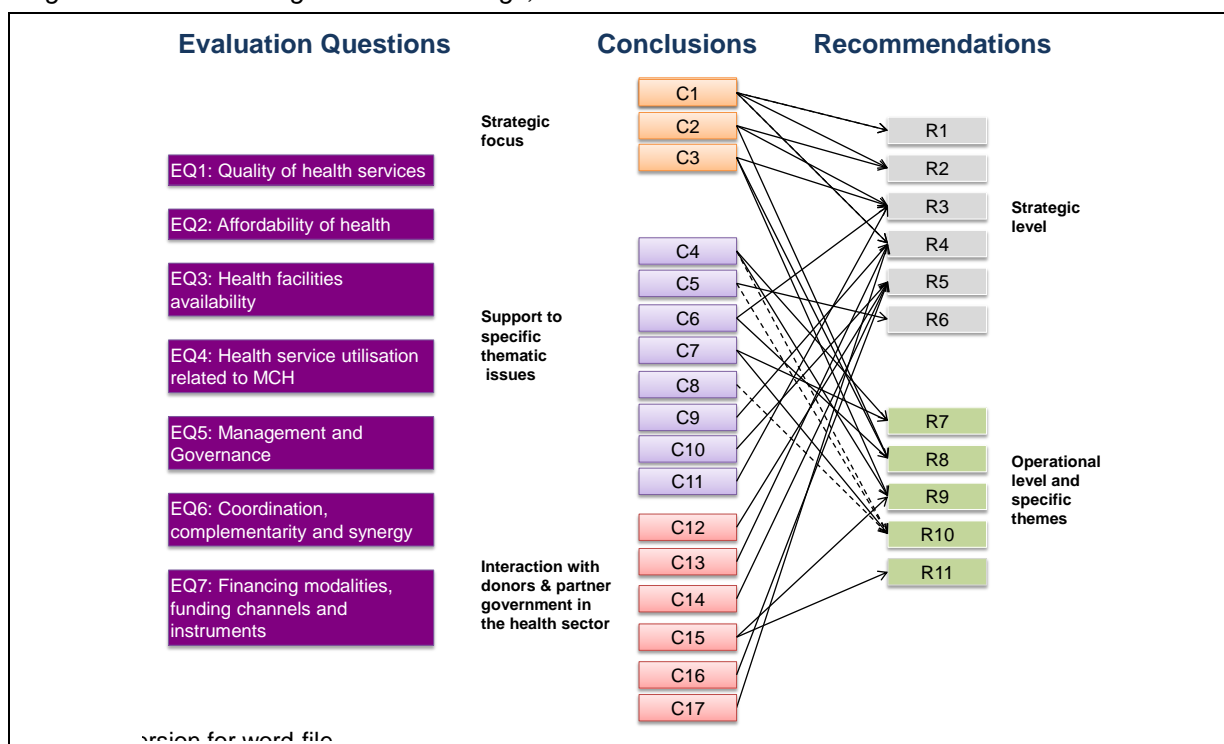 Evaluation Questions
Conclusions
Recommendations
EQ1: Quality of health services
EQ2: Affordability of health
EQ3: Health facilities
availability
EQ4: Health service utilisation
related to MCH
EQ5: Management and
Governance
EQ6: Coordination,
complementarity and synergy
EQ7: Financing modalities,
funding channels and
instruments
Strategic
focus
Support to
specific
thematic
issues
Interaction with
donors & partner
government in
the health sector
C1
C2
C3
C4
C5
C6
C7
C8
C9
C10
C11
C12
C13
C14
C15
C16
C17
R1
R2
R3
R4
R5
R6
R7
R8
R9
R10
R11
Strategic
level
Operational
level and
specific
themes
for word-file